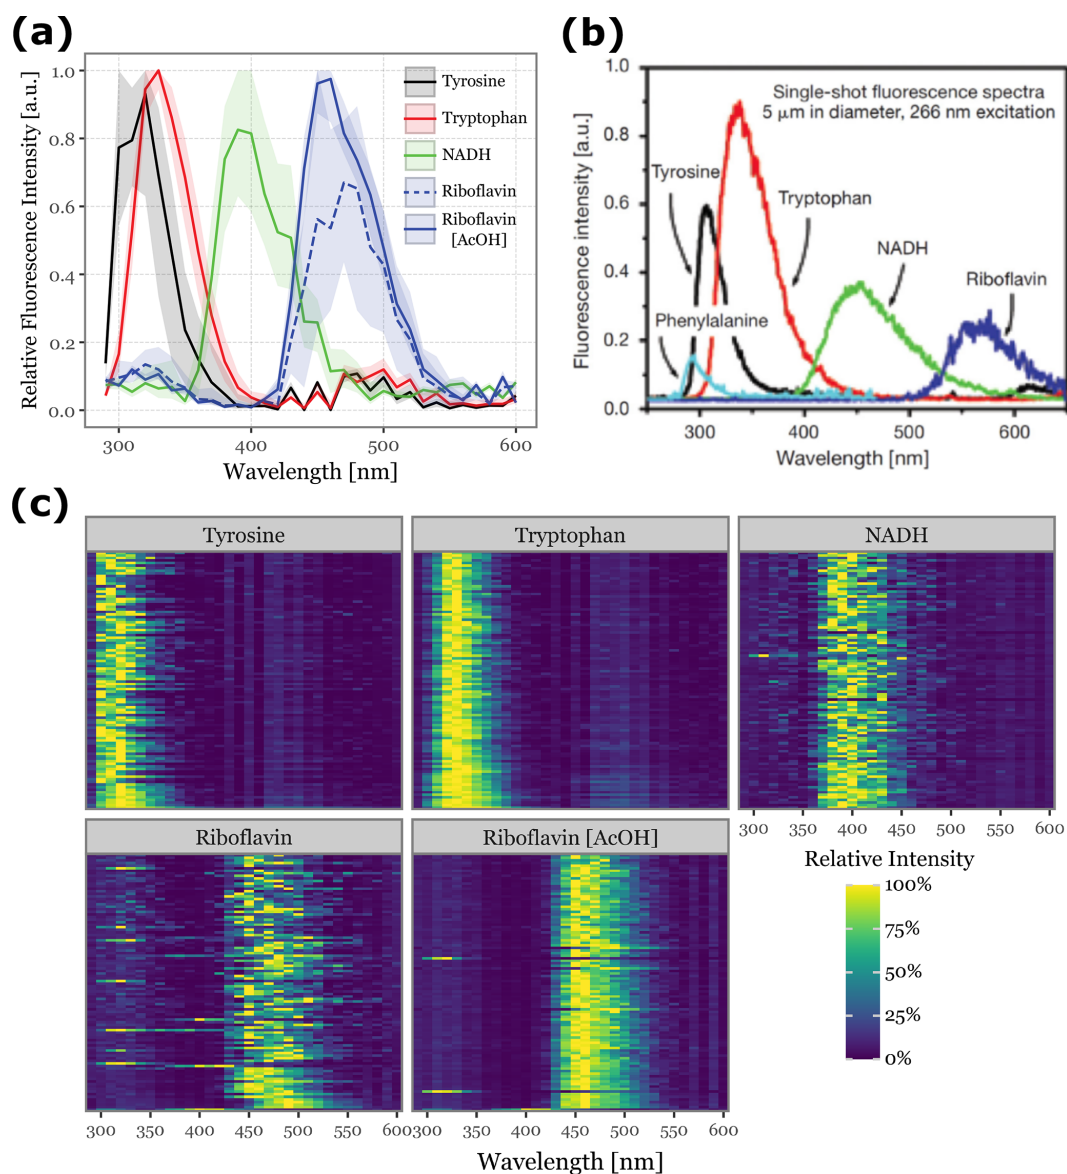 (a)
Relative Fluorescence Intensity [a.u.]
1.0
0.8
0.6
0.4
0.2
0.0
300
400
500
600
Wavelength [nm]
Tyrosine
Tryptophan
NADH
Riboflavin
Riboflavin
[AcOH]
(b)
Fluorescence intensity [a.u.]
1.0
0.8
0.6
0.4
0.2
0.0
Single-shot fluorescence spectra
5 μm in diameter, 266 nm excitation
Tyrosine
Tryptophan
NADH
Riboflavin
Phenylalanine
300
400
500
600
Wavelength [nm]
(c)
Tyrosine
Tryptophan
NADH
300
350
400
450
500
550
600
Riboflavin
Riboflavin [AcOH]
Relative Intensity
100%
75%
50%
25%
0%
300
350
400
450
500
550
600
300
350
400
450
500
550
600
Wavelength [nm]